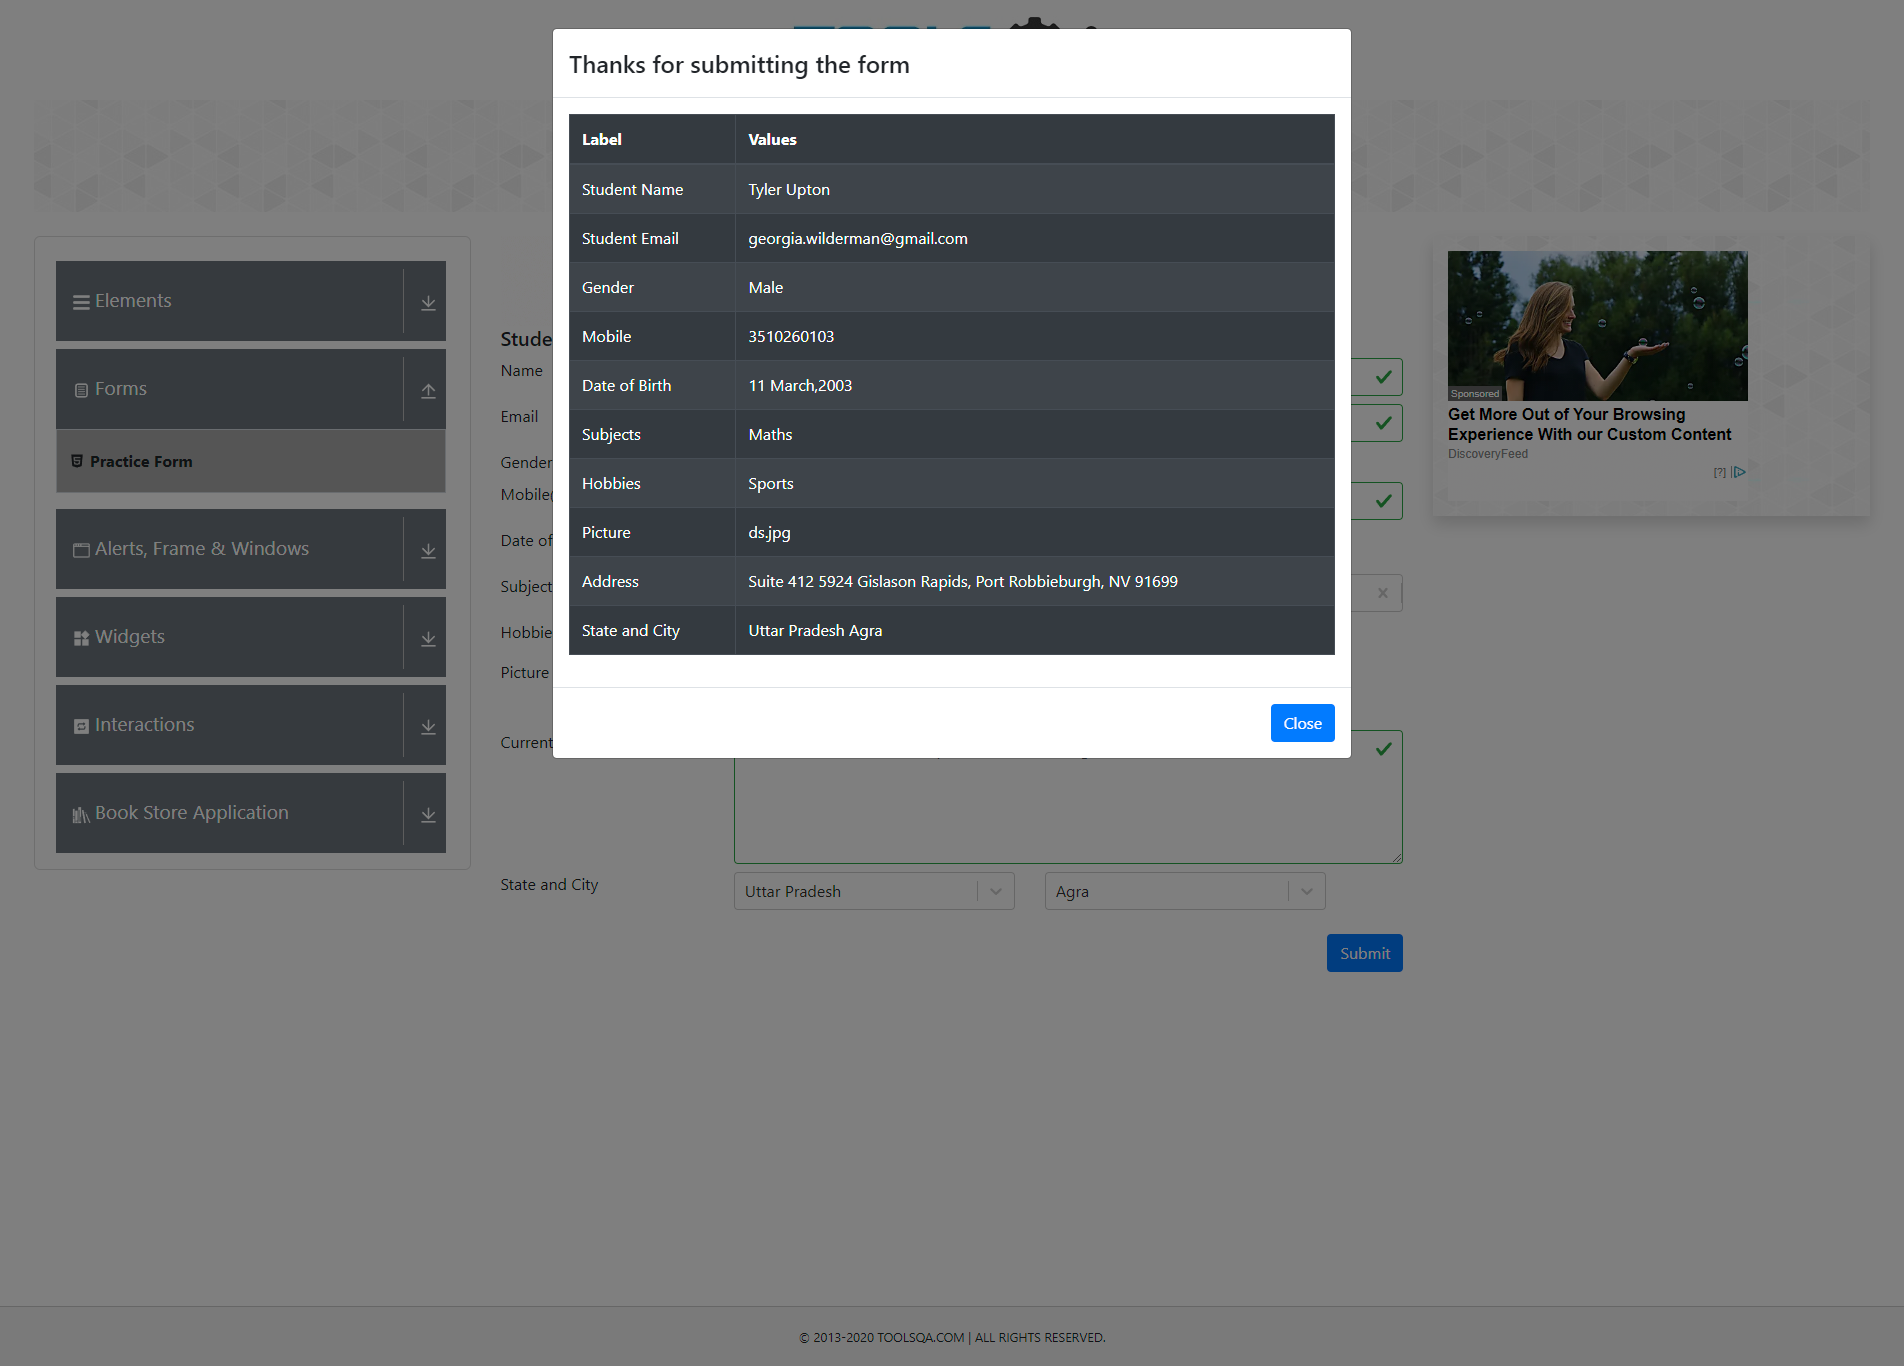 Thanks for submitting the form
Label Values
Student Name Tyler Upton
Student Email georgia.wilderman@gmail.com
Gender Male
Mobile 3510260103
Date of Birth 11 March,2003
Subjects Maths
Hobbies Sports
Picture ds.jpg
Address Suite 412 5924 Gislason Rapids, Port Robbieburgh, NV 91699
State and City Uttar Pradesh Agra
Close
Elements
Forms
Practice Form
Alerts, Frame & Windows
Widgets
Interactions
Book Store Application
Name
Email
Gender
Date of
Picture
Current
State and City Uttar Pradesh Agra
Submit
Sponsored
Get More Out of Your Browsing
Experience With our Custom Content
DiscoveryFeed
[?]
© 2013-2020 TOOLSQA.COM | ALL RIGHTS RESERVED.